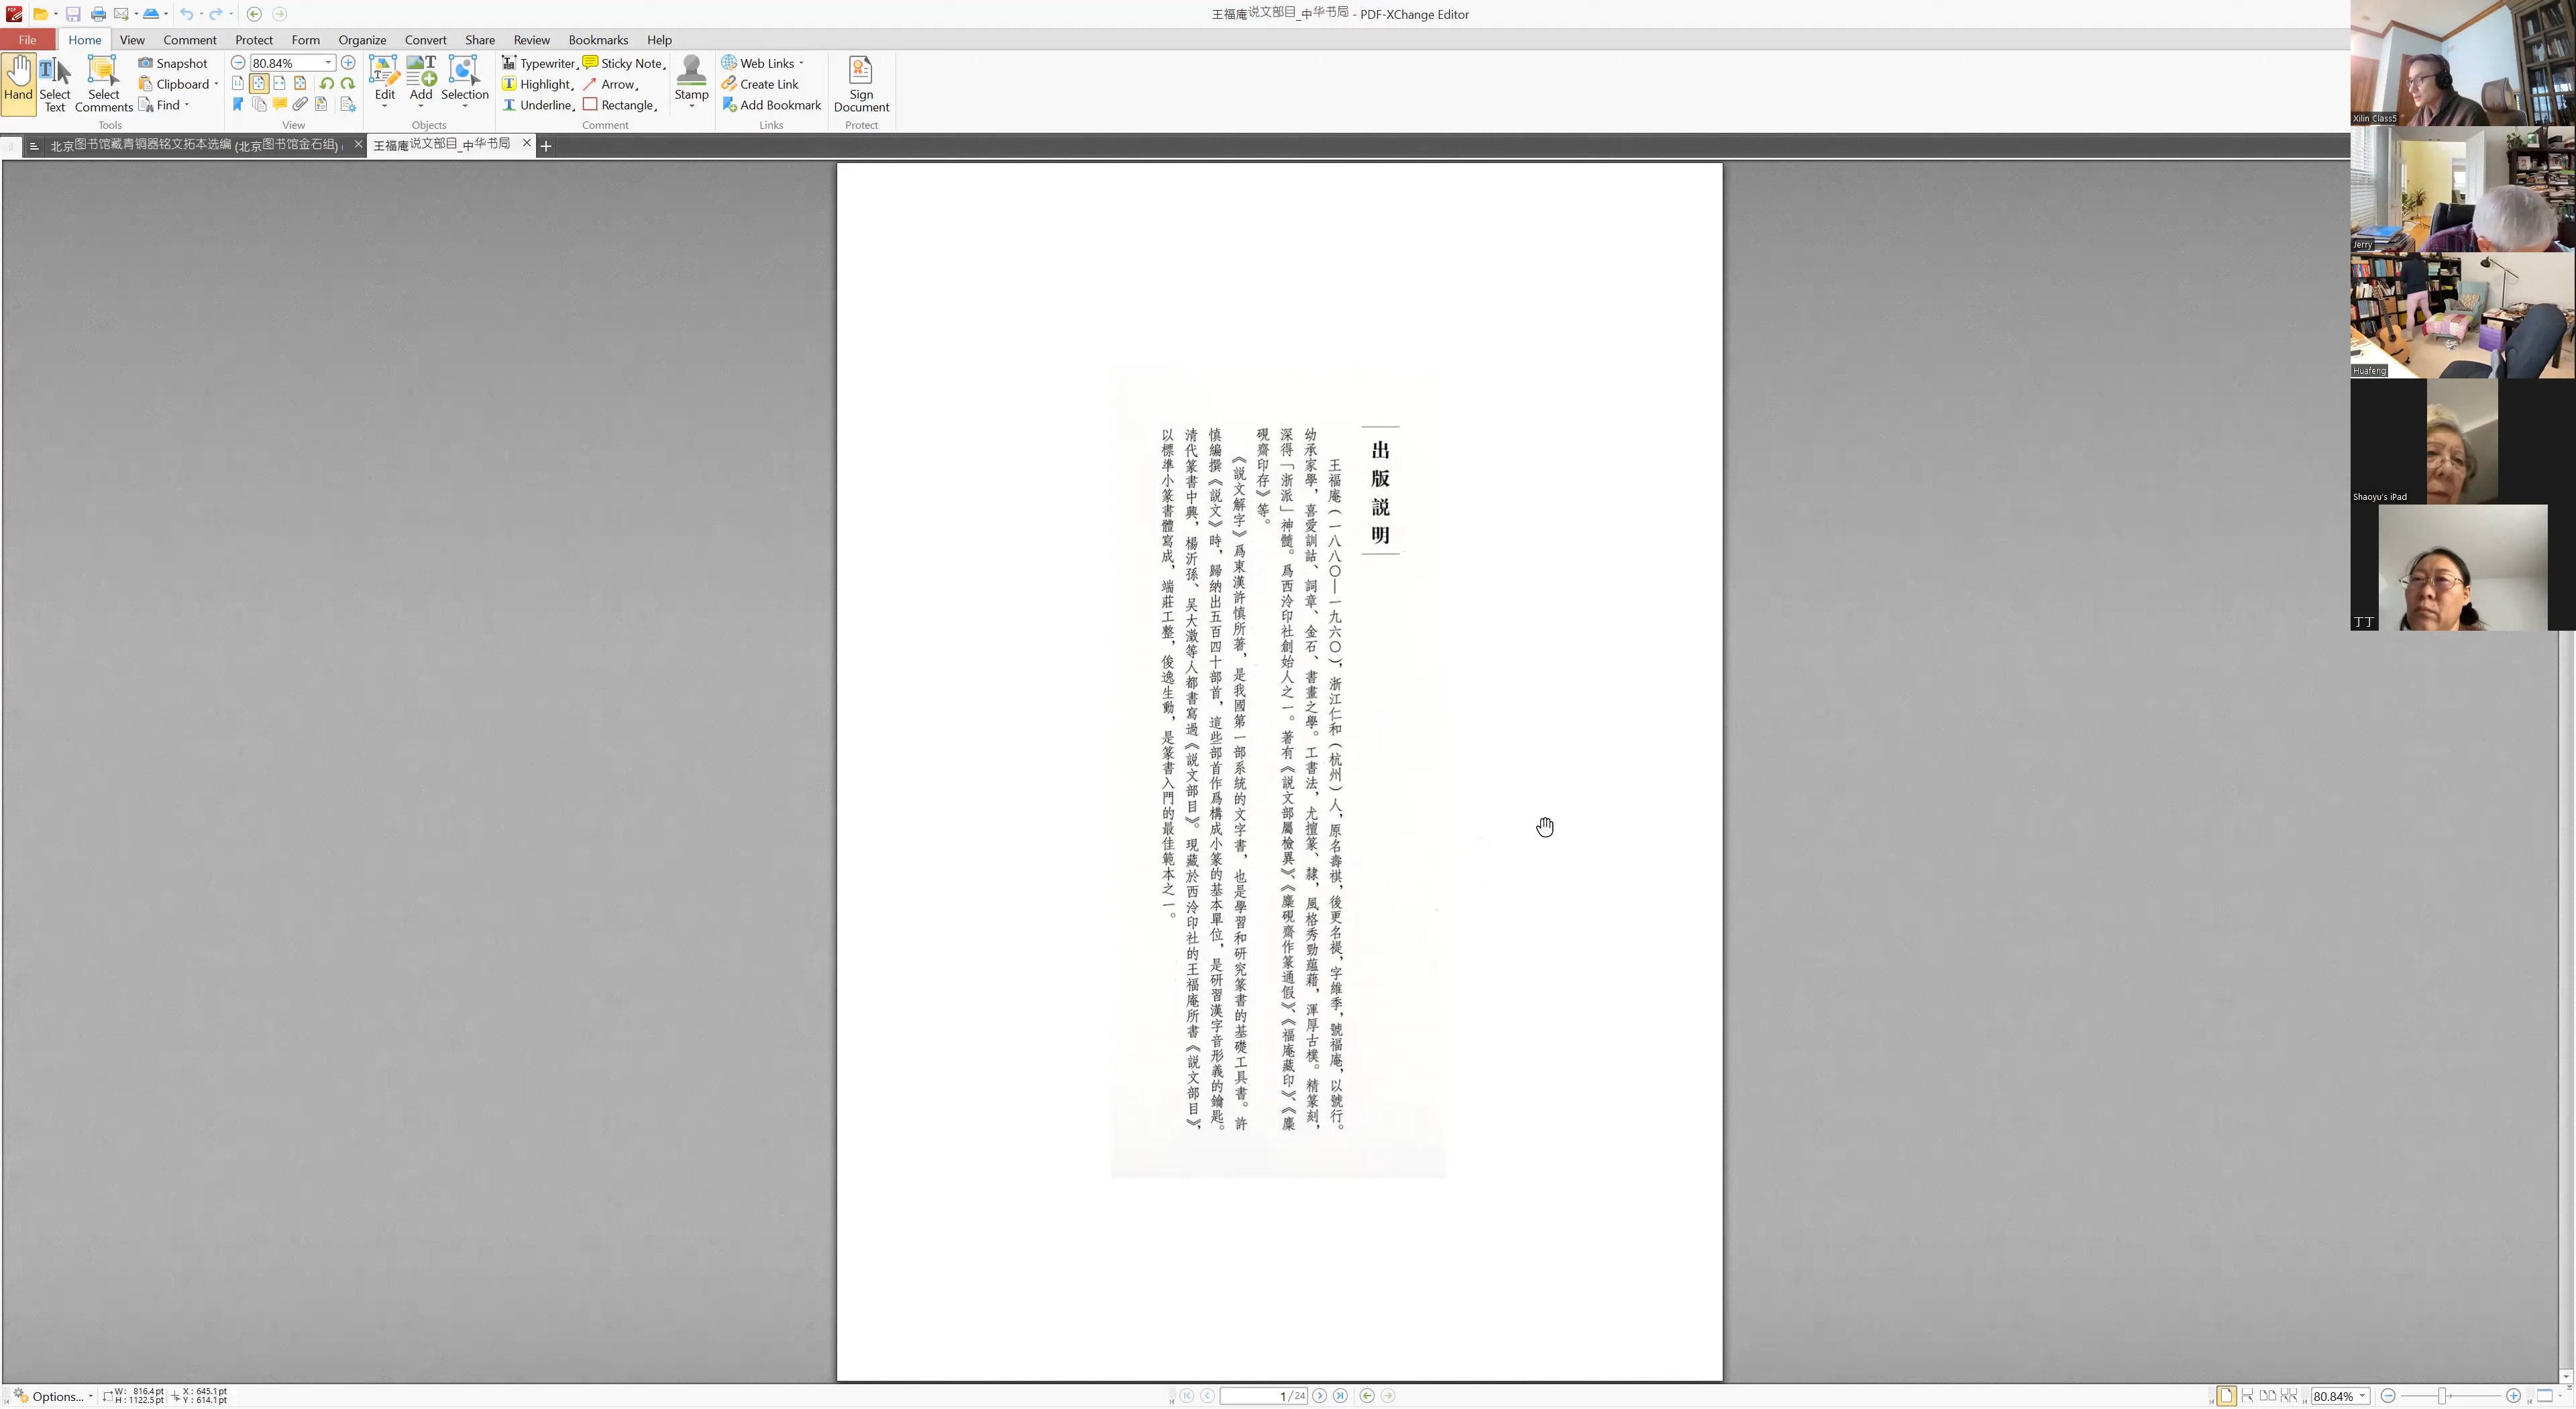 王福庵说文部目_中华书局 - PDF-XChange Editor
File Home View Comment Protect Form Organize Convert Share Review Bookmarks Help
Hand
Select Text
Select Comments
Snapshot
Clipboard
Find
Tools
80.84%
View
Edit
Add
Selection
Objects
Typewriter
Highlight
Underline
Sticky Note
Arrow
Rectangle
Stamp
Comment
Web Links
Create Link
Add Bookmark
Links
Sign Document
Protect
北京图书馆藏青铜器铭文拓本选编 (北京图书馆金石组)
王福庵说文部目_中华书局
出版説明
王福庵（一八八〇—一九六〇），浙江仁和（杭州）人，原名壽祺，後更名禔，字維季，號福庵，以號行。
幼承家學，喜愛訓詁、詞章、金石、書畫之學。工書法，尤擅篆、隸，風格秀勁蘊藉，渾厚古樸。精篆刻，
深得「浙派」神髓。爲西泠印社創始人之一。著有《説文部屬檢異》、《麋硯齋作篆通假》、《福庵藏印》、《麋
硯齋印存》等。
《説文解字》爲東漢許慎所著，是我國第一部系統的文字書，也是學習和研究篆書的基礎工具書。許
慎編撰《説文》時，歸納出五百四十部首，這些部首作爲構成小篆的基本單位，是研習漢字音形義的鑰匙。
清代篆書中興，楊沂孫、吴大澂等人都書寫過《説文部目》。現藏於西泠印社的王福庵所書《説文部目》，
以標準小篆書體寫成，端莊工整，俊逸生動，是篆書入門的最佳範本之一。
Xilin Class5
Jerry
Huafeng
Shaoyu's iPad
丁丁
Options...
W: 816.4pt
H: 1122.5pt
X: 645.1pt
Y: 614.1pt
1/24
80.84%